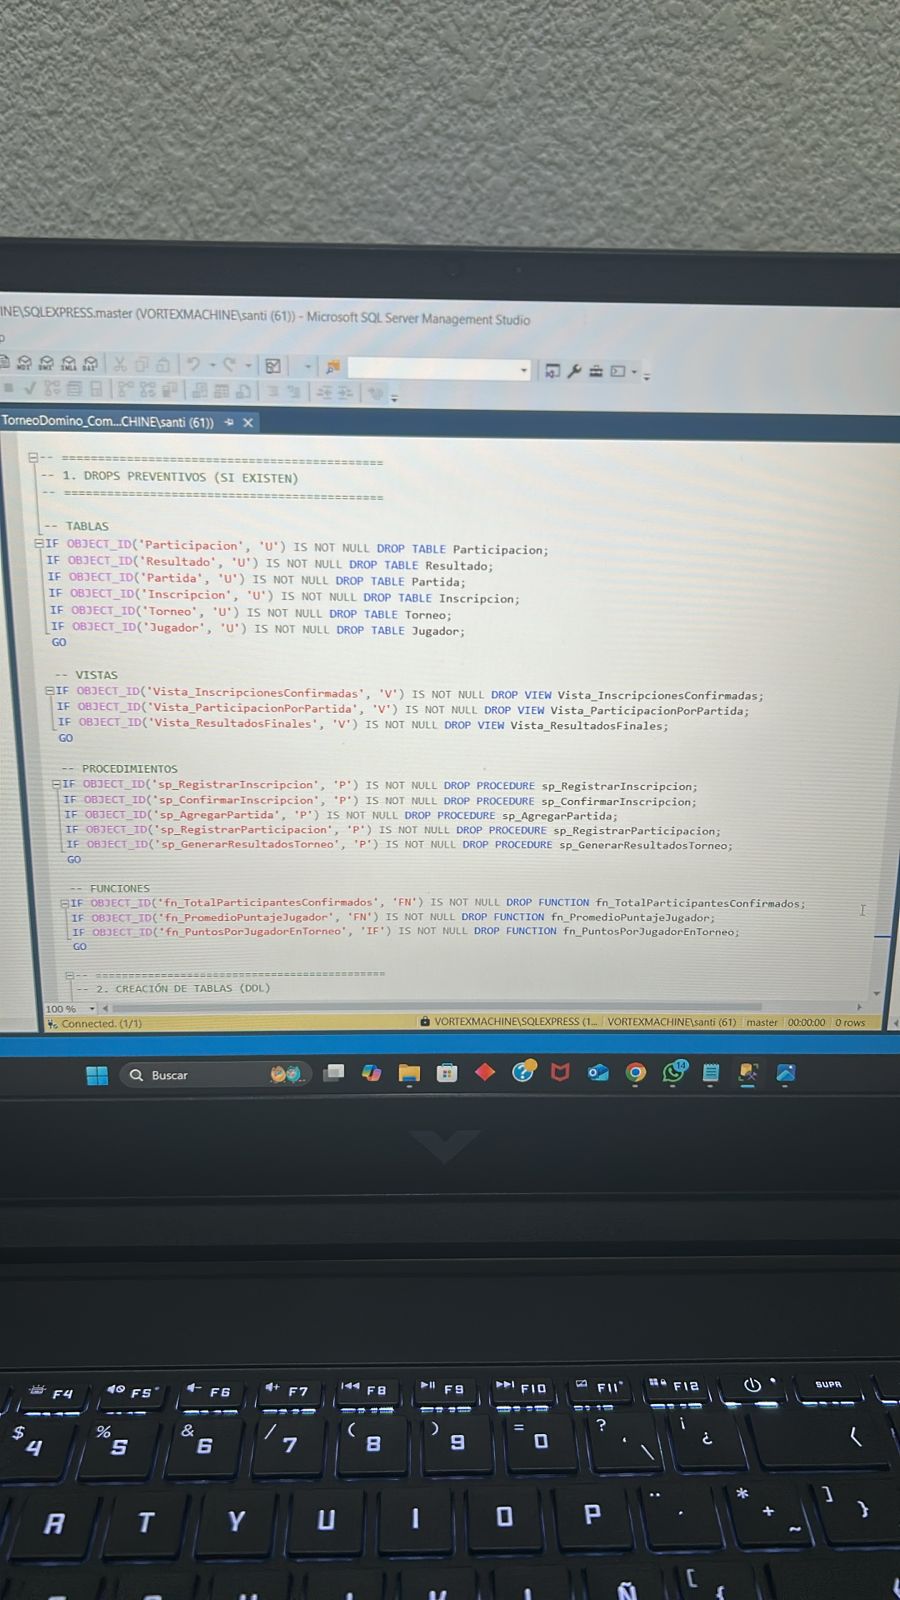 INE\SQLEXPRESS.master (VORTEXMACHINE\santi (61)) - Microsoft SQL Server Management Studio
TorneoDomino_Com...CHINE\santi (61))
-- ============================================
-- 1. DROPS PREVENTIVOS (SI EXISTEN)
-- ============================================
-- TABLAS
IF OBJECT_ID('Participacion', 'U') IS NOT NULL DROP TABLE Participacion;
IF OBJECT_ID('Resultado', 'U') IS NOT NULL DROP TABLE Resultado;
IF OBJECT_ID('Partida', 'U') IS NOT NULL DROP TABLE Partida;
IF OBJECT_ID('Inscripcion', 'U') IS NOT NULL DROP TABLE Inscripcion;
IF OBJECT_ID('Torneo', 'U') IS NOT NULL DROP TABLE Torneo;
IF OBJECT_ID('Jugador', 'U') IS NOT NULL DROP TABLE Jugador;
GO
-- VISTAS
IF OBJECT_ID('Vista_InscripcionesConfirmadas', 'V') IS NOT NULL DROP VIEW Vista_InscripcionesConfirmadas;
IF OBJECT_ID('Vista_ParticipacionPorPartida', 'V') IS NOT NULL DROP VIEW Vista_ParticipacionPorPartida;
IF OBJECT_ID('Vista_ResultadosFinales', 'V') IS NOT NULL DROP VIEW Vista_ResultadosFinales;
GO
-- PROCEDIMIENTOS
IF OBJECT_ID('sp_RegistrarInscripcion', 'P') IS NOT NULL DROP PROCEDURE sp_RegistrarInscripcion;
IF OBJECT_ID('sp_ConfirmarInscripcion', 'P') IS NOT NULL DROP PROCEDURE sp_ConfirmarInscripcion;
IF OBJECT_ID('sp_AgregarPartida', 'P') IS NOT NULL DROP PROCEDURE sp_AgregarPartida;
IF OBJECT_ID('sp_RegistrarParticipacion', 'P') IS NOT NULL DROP PROCEDURE sp_RegistrarParticipacion;
IF OBJECT_ID('sp_GenerarResultadosTorneo', 'P') IS NOT NULL DROP PROCEDURE sp_GenerarResultadosTorneo;
GO
-- FUNCIONES
IF OBJECT_ID('fn_TotalParticipantesConfirmados', 'FN') IS NOT NULL DROP FUNCTION fn_TotalParticipantesConfirmados;
IF OBJECT_ID('fn_PromedioPuntajeJugador', 'FN') IS NOT NULL DROP FUNCTION fn_PromedioPuntajeJugador;
IF OBJECT_ID('fn_PuntosPorJugadorEnTorneo', 'IF') IS NOT NULL DROP FUNCTION fn_PuntosPorJugadorEnTorneo;
GO
-- ============================================
-- 2. CREACIÓN DE TABLAS (DDL)
100 %
Connected. (1/1) VORTEXMACHINE\SQLEXPRESS (1... VORTEXMACHINE\santi (61) master 00:00:00 0 rows
Buscar 14
F4 F5 F6 F7 F8 F9 F10 F11 F12 SUPR
$ % & / ( ) = ? ¡
4 5 6 7 8 9 0 ' \ ¿
R T Y U I O P ¨ * + ~ ] }
Ñ [ {